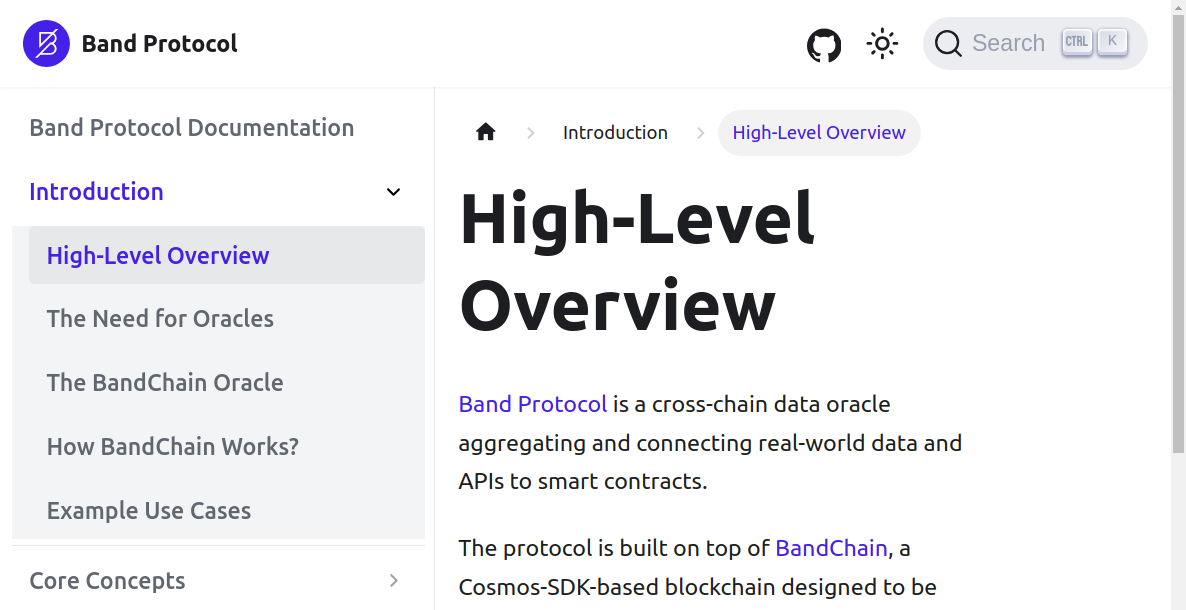 Band Protocol
Search CTRL K
Band Protocol Documentation
Introduction
High-Level Overview
The Need for Oracles
The BandChain Oracle
How BandChain Works?
Example Use Cases
Core Concepts
Introduction High-Level Overview
High-Level
Overview
Band Protocol is a cross-chain data oracle
aggregating and connecting real-world data and
APIs to smart contracts.
The protocol is built on top of BandChain, a
Cosmos-SDK-based blockchain designed to be